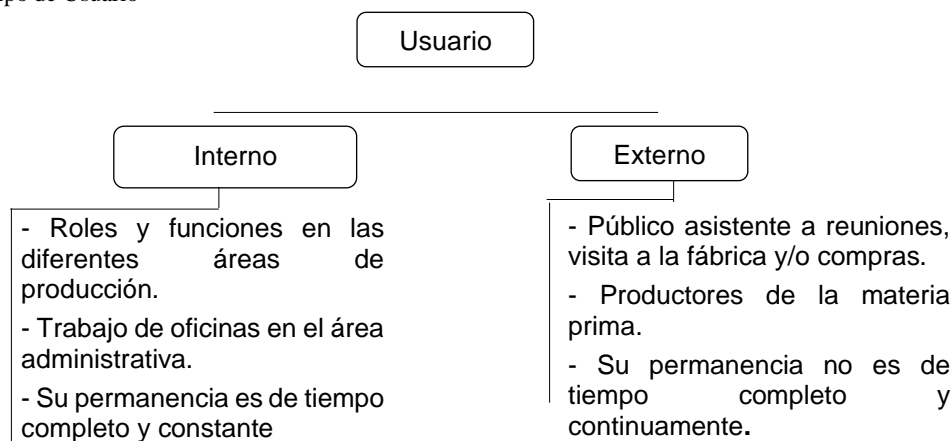 de Usuario
Usuario
Interno
Externo
- Roles y funciones en las
diferentes áreas de
producción.
- Trabajo de oficinas en el área
administrativa.
- Su permanencia es de tiempo
completo y constante
- Público asistente a reuniones,
visita a la fábrica y/o compras.
- Productores de la materia
prima.
- Su permanencia no es de
tiempo completo y
continuamente.